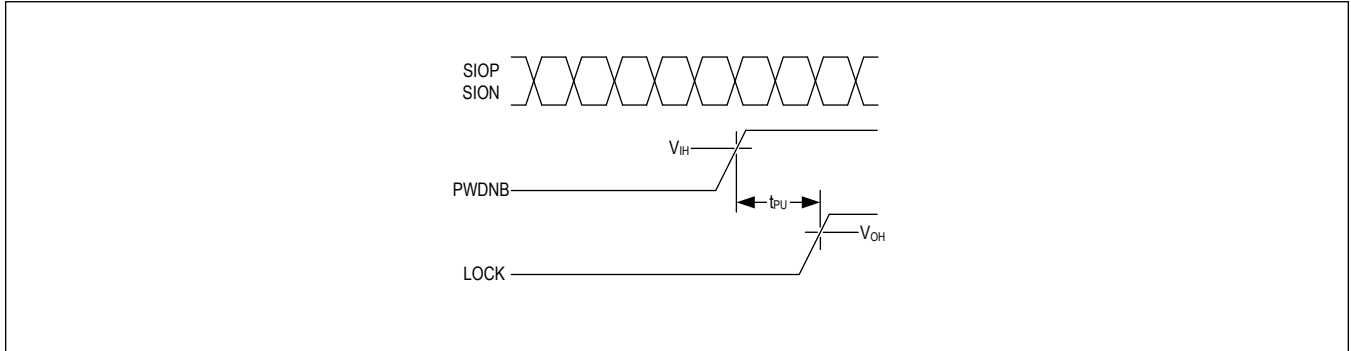 SIOP
SION
VIH
PWDNB
tPU
VOH
LOCK